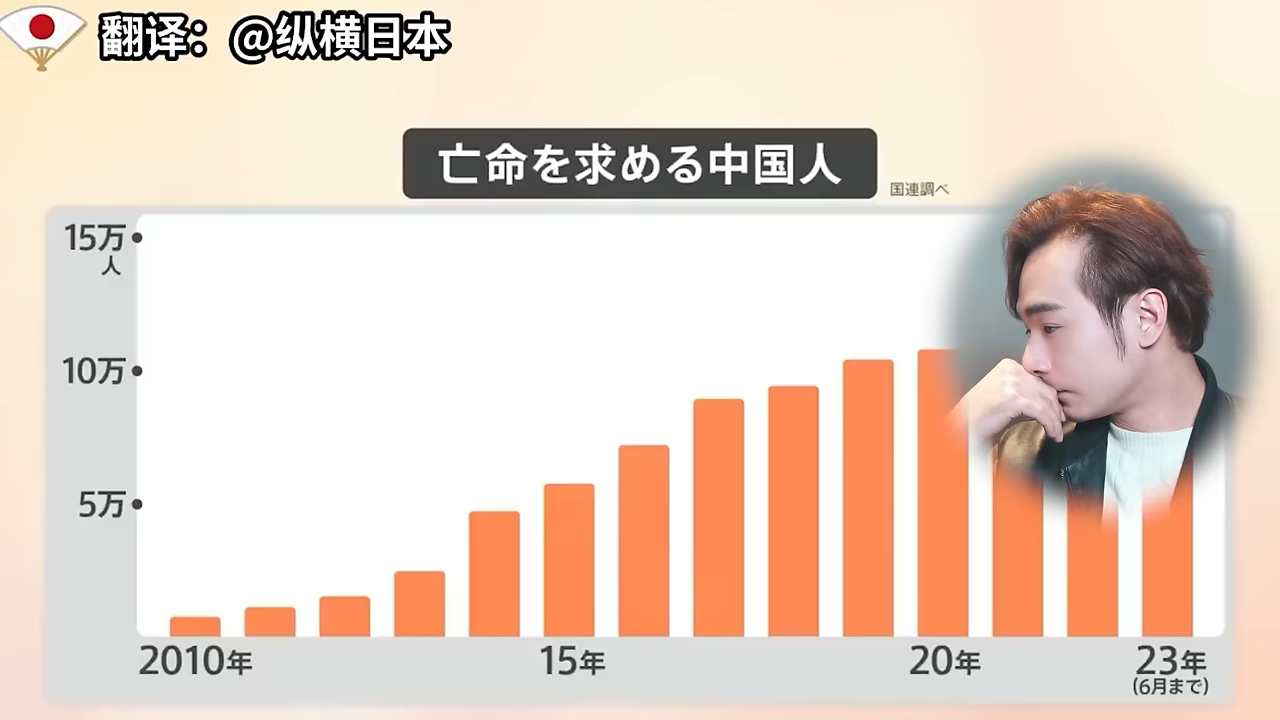 翻译：@纵横日本
亡命を求める中国人
国連調べ
15万
人
10万
5万
2010年
15年
20年
23年
(6月まで)